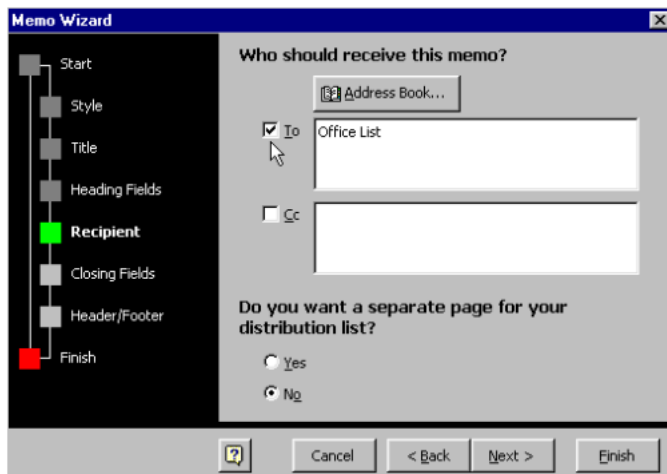 Memo Wizard
Start
Style
Title
Heading Fields
Recipient
Closing Fields
Header/Footer
Finish
Who should receive this memo?
Address Book...
To
Office List
Cc
Do you want a separate page for your
distribution list?
Yes
No
?
Cancel
< Back
Next >
Finish